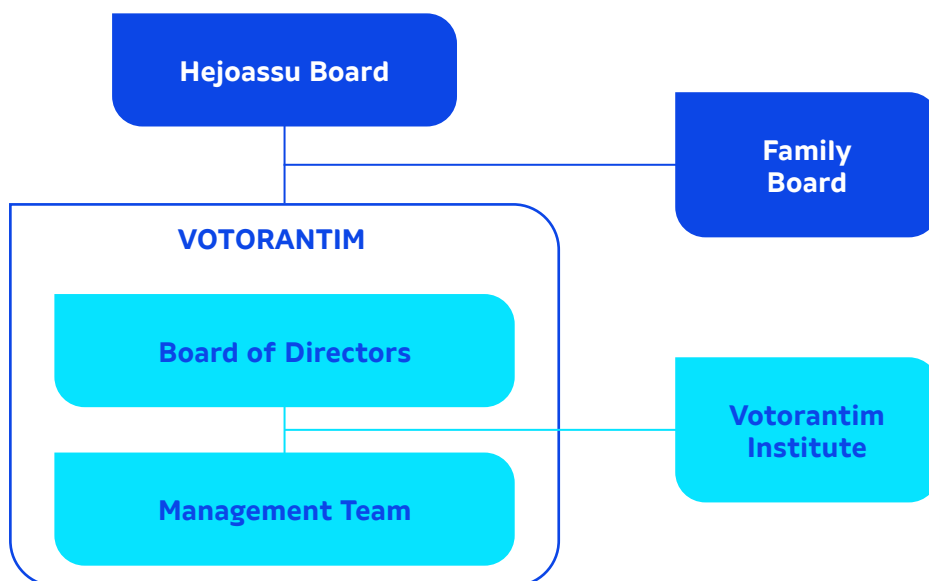 Hejoassu Board
Family
Board
VOTORANTIM
Board of Directors
Votorantim
Institute
Management Team